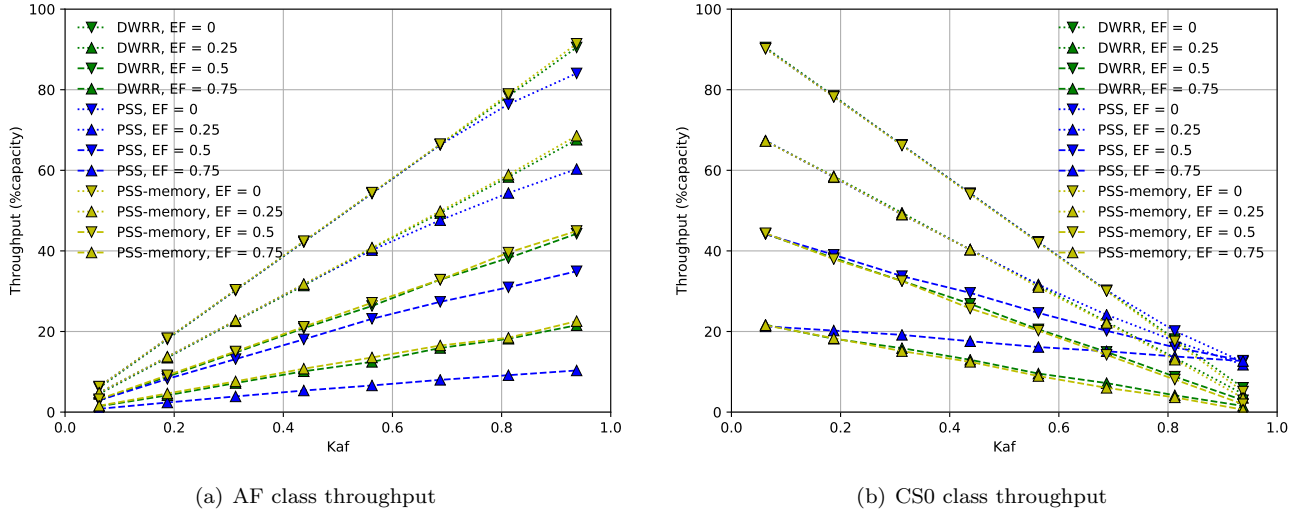 100
80
60
40
20
0
0.0
0.2
0.4
0.6
0.8
1.0
Throughput (%capacity)
Kaf
DWRR, EF = 0
DWRR, EF = 0.25
DWRR, EF = 0.5
DWRR, EF = 0.75
PSS, EF = 0
PSS, EF = 0.25
PSS, EF = 0.5
PSS, EF = 0.75
PSS-memory, EF = 0
PSS-memory, EF = 0.25
PSS-memory, EF = 0.5
PSS-memory, EF = 0.75
(a) AF class throughput
100
80
60
40
20
0
0.0
0.2
0.4
0.6
0.8
1.0
Throughput (%capacity)
Kaf
DWRR, EF = 0
DWRR, EF = 0.25
DWRR, EF = 0.5
DWRR, EF = 0.75
PSS, EF = 0
PSS, EF = 0.25
PSS, EF = 0.5
PSS, EF = 0.75
PSS-memory, EF = 0
PSS-memory, EF = 0.25
PSS-memory, EF = 0.5
PSS-memory, EF = 0.75
(b) CS0 class throughput